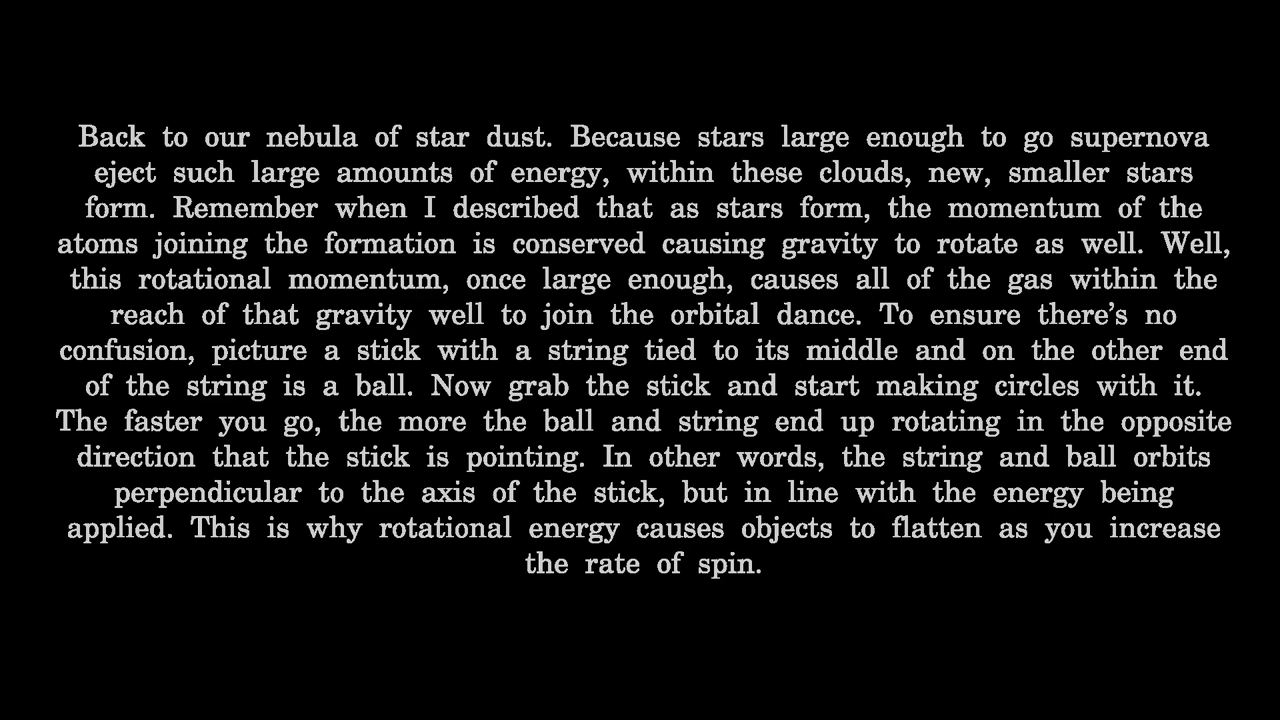 Back to our nebula of star dust. Because stars large enough to go supernova
eject such large amounts of energy, within these clouds, new, smaller stars
form. Remember when I described that as stars form, the momentum of the
atoms joining the formation is conserved causing gravity to rotate as well. Well,
this rotational momentum, once large enough, causes all of the gas within the
reach of that gravity well to join the orbital dance. To ensure there's no
confusion, picture a stick with a string tied to its middle and on the other end
of the string is a ball. Now grab the stick and start making circles with it.
The faster you go, the more the ball and string end up rotating in the opposite
direction that the stick is pointing. In other words, the string and ball orbits
perpendicular to the axis of the stick, but in line with the energy being
applied. This is why rotational energy causes objects to flatten as you increase
the rate of spin.